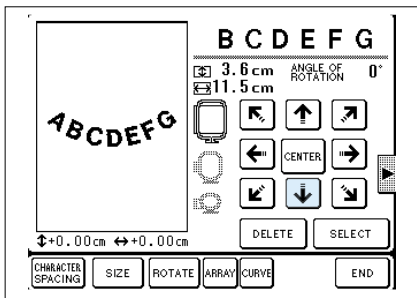 BCDEFG
3.6cm ANGLE OF ROTATION 0°
11.5cm
ABCDEFG
CENTER
DELETE SELECT
+0.00cm +0.00cm
CHARACTER SPACING SIZE ROTATE ARRAY CURVE END